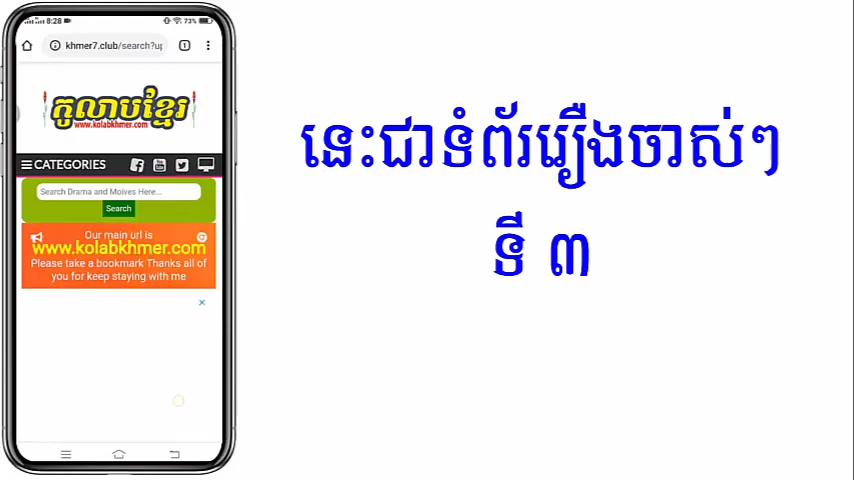 8:28
73%
khmer7.club/search?up
1
កូលាបខ្មែរ
www.kolabkhmer.com
CATEGORIES
Search Drama and Moives Here...
Search
Our main url is
www.kolabkhmer.com
Please take a bookmark Thanks all of
you for keep staying with me
នេះជាទំព័ររឿងចាស់ៗ
ទី ៣